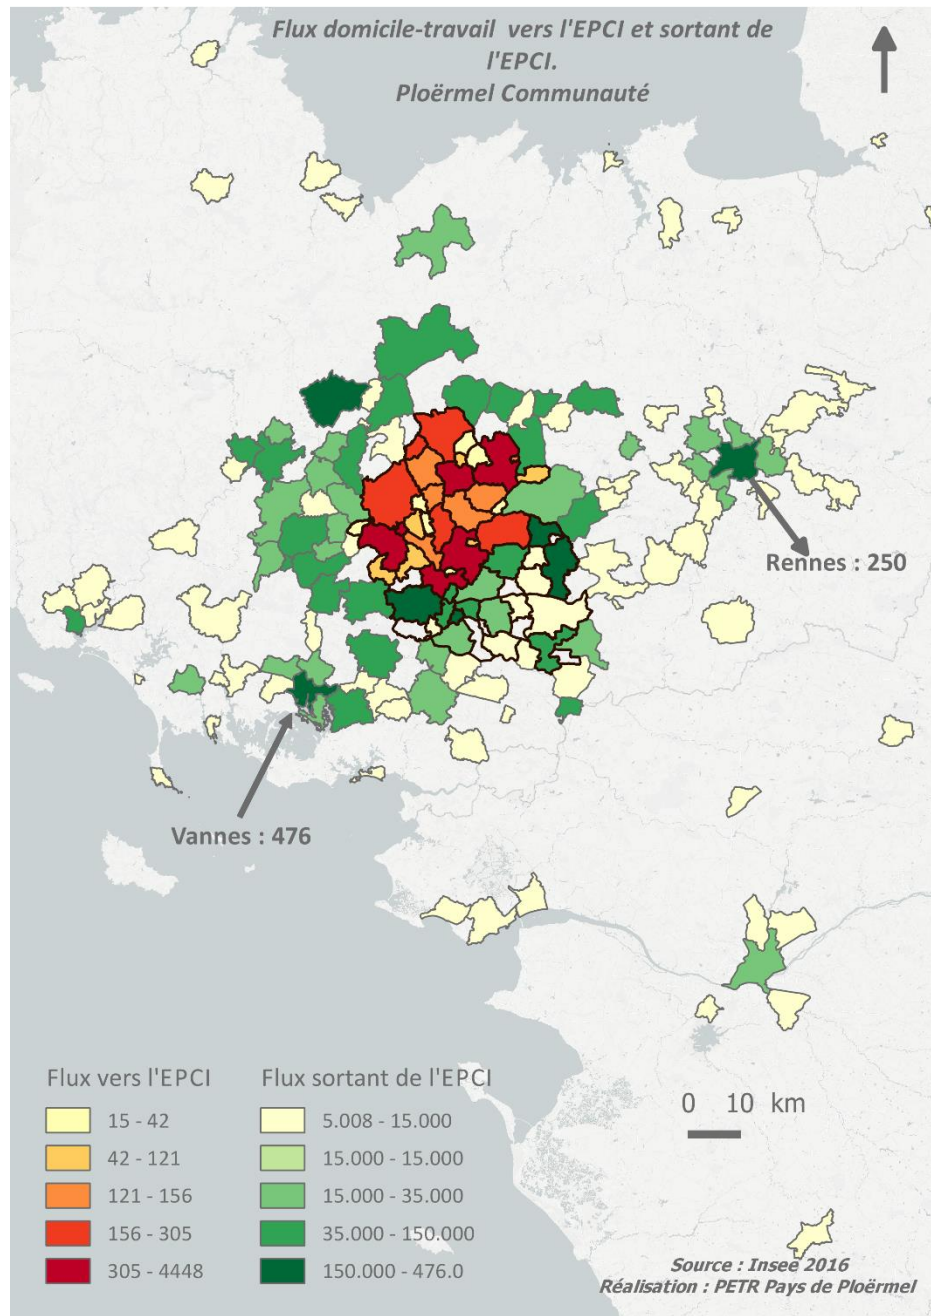 Flux domicile-travail vers l'EPCI et sortant de
l'EPCI.
Ploërmel Communauté
Rennes : 250
Vannes : 476
Flux vers l'EPCI
15 - 42
42 - 121
121 - 156
156 - 305
305 - 4448
Flux sortant de l'EPCI
5.008 - 15.000
15.000 - 15.000
15.000 - 35.000
35.000 - 150.000
150.000 - 476.0
0 10 km
Source : Insee 2016
Réalisation : PETR Pays de Ploërmel